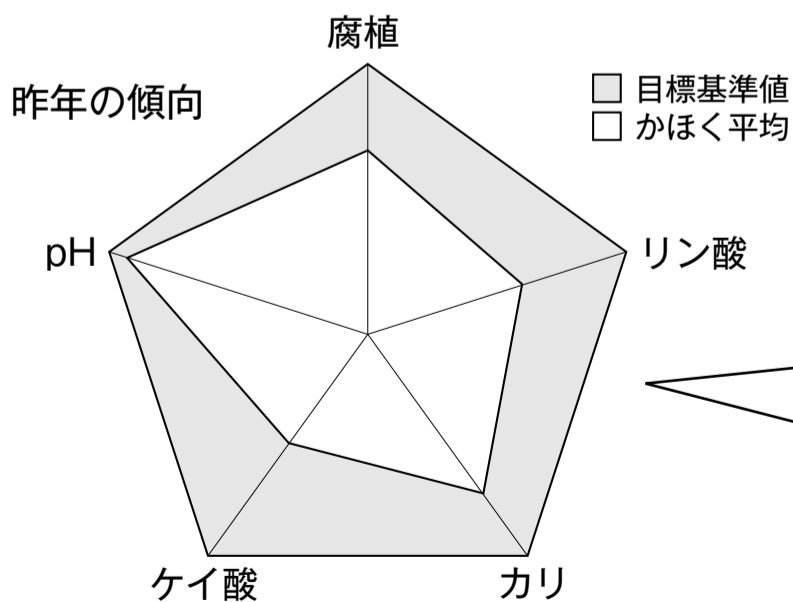 腐植
昨年の傾向
目標基準値
かほく平均
pH
リン酸
ケイ酸
カリ